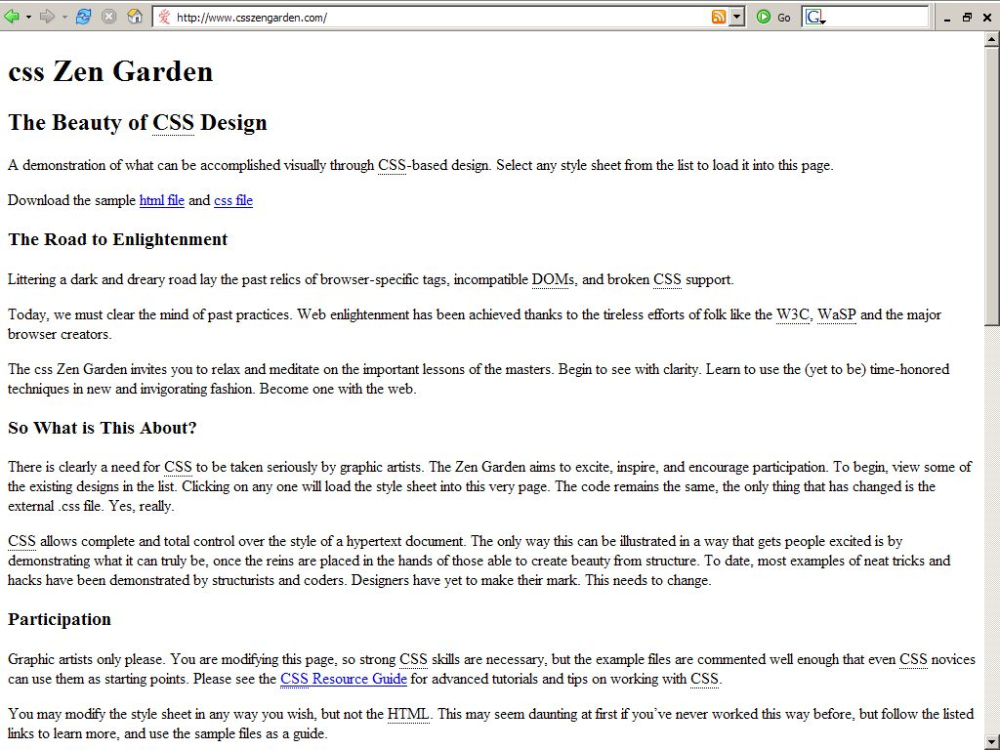 http://www.csszengarden.com/
Go
G
css Zen Garden
The Beauty of CSS Design
A demonstration of what can be accomplished visually through CSS-based design. Select any style sheet from the list to load it into this page.
Download the sample html file and css file
The Road to Enlightenment
Littering a dark and dreary road lay the past relics of browser-specific tags, incompatible DOMs, and broken CSS support.
Today, we must clear the mind of past practices. Web enlightenment has been achieved thanks to the tireless efforts of folk like the W3C, WaSP and the major
browser creators.
The css Zen Garden invites you to relax and meditate on the important lessons of the masters. Begin to see with clarity. Learn to use the (yet to be) time-honored
techniques in new and invigorating fashion. Become one with the web.
So What is This About?
There is clearly a need for CSS to be taken seriously by graphic artists. The Zen Garden aims to excite, inspire, and encourage participation. To begin, view some of
the existing designs in the list. Clicking on any one will load the style sheet into this very page. The code remains the same, the only thing that has changed is the
external .css file. Yes, really.
CSS allows complete and total control over the style of a hypertext document. The only way this can be illustrated in a way that gets people excited is by
demonstrating what it can truly be, once the reins are placed in the hands of those able to create beauty from structure. To date, most examples of neat tricks and
hacks have been demonstrated by structurists and coders. Designers have yet to make their mark. This needs to change.
Participation
Graphic artists only please. You are modifying this page, so strong CSS skills are necessary, but the example files are commented well enough that even CSS novices
can use them as starting points. Please see the CSS Resource Guide for advanced tutorials and tips on working with CSS.
You may modify the style sheet in any way you wish, but not the HTML. This may seem daunting at first if you’ve never worked this way before, but follow the listed
links to learn more, and use the sample files as a guide.